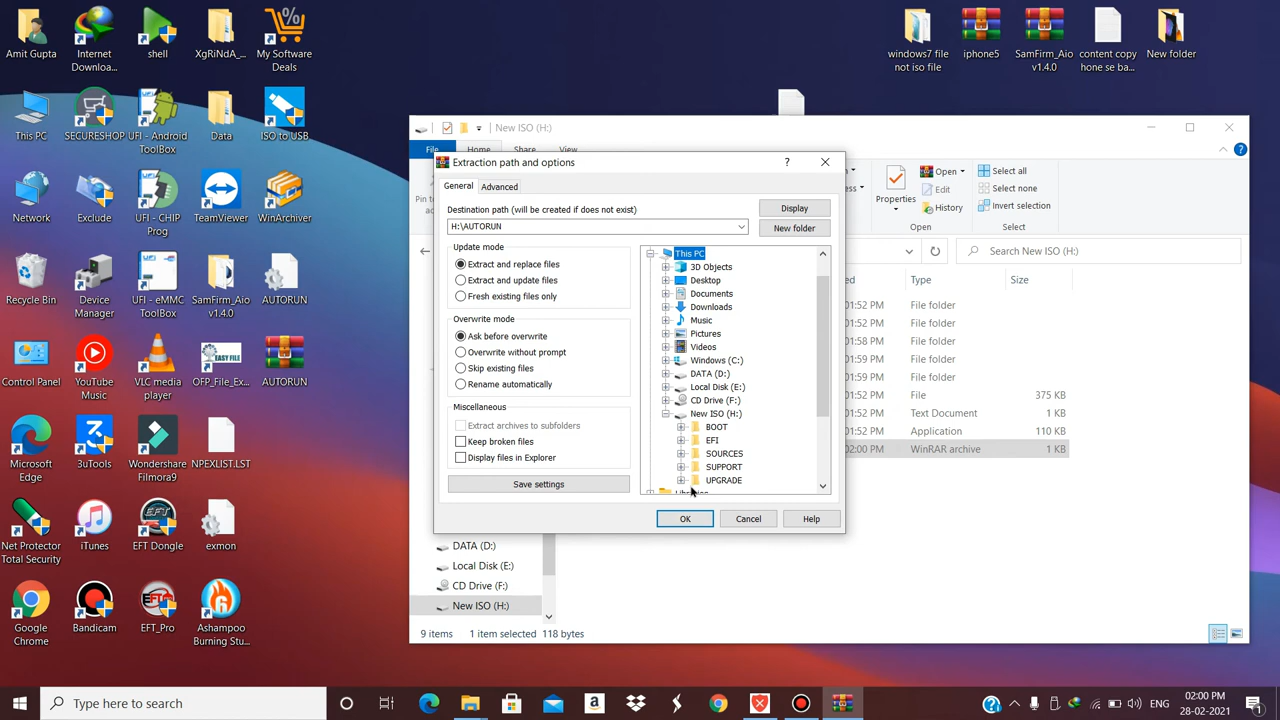 Amit Gupta
Internet
Downloa...
shell
XgRiNdA_...
My Software
Deals
windows7 file
not iso file
iphone5
SamFirm_Aio
v1.4.0
content copy
hone se ba...
New folder
This PC
SECURESHOP
UFI - Android
ToolBox
Data
ISO to USB
Network
Exclude
UFI - CHIP
Prog
TeamViewer
WinArchiver
Recycle Bin
Device
Manager
UFI - eMMC
ToolBox
SamFirm_Aio
v1.4.0
AUTORUN
Control Panel
YouTube
Music
VLC media
player
EASY FILE
OFP_File_Ex...
AUTORUN
Microsoft
Edge
3uTools
Wondershare
Filmora9
NPEXLIST.LST
Net Protector
Total Security
iTunes
EFT Dongle
exmon
Google
Chrome
Bandicam
EFT_Pro
Ashampoo
Burning Stu...
New ISO (H:)
File
Home
Share
View
Properties
Open
Edit
History
Open
Select all
Select none
Invert selection
Select
Search New ISO (H:)
Type
Size
01:52 PM
File folder
01:52 PM
File folder
01:58 PM
File folder
01:59 PM
File folder
01:59 PM
File folder
01:52 PM
File
375 KB
01:52 PM
Text Document
1 KB
01:52 PM
Application
110 KB
02:00 PM
WinRAR archive
1 KB
Extraction path and options
?
General
Advanced
Destination path (will be created if does not exist)
Display
H:\AUTORUN
New folder
Update mode
Extract and replace files
Extract and update files
Fresh existing files only
Overwrite mode
Ask before overwrite
Overwrite without prompt
Skip existing files
Rename automatically
Miscellaneous
Extract archives to subfolders
Keep broken files
Display files in Explorer
Save settings
This PC
3D Objects
Desktop
Documents
Downloads
Pictures
Music
Pictures
Videos
Windows (C:)
DATA (D:)
Local Disk (E:)
CD Drive (F:)
New ISO (H:)
BOOT
EFI
SOURCES
SUPPORT
UPGRADE
OK
Cancel
Help
DATA (D:)
Local Disk (E:)
CD Drive (F:)
New ISO (H:)
9 items
1 item selected
118 bytes
Type here to search
ENG
02:00 PM
28-02-2021